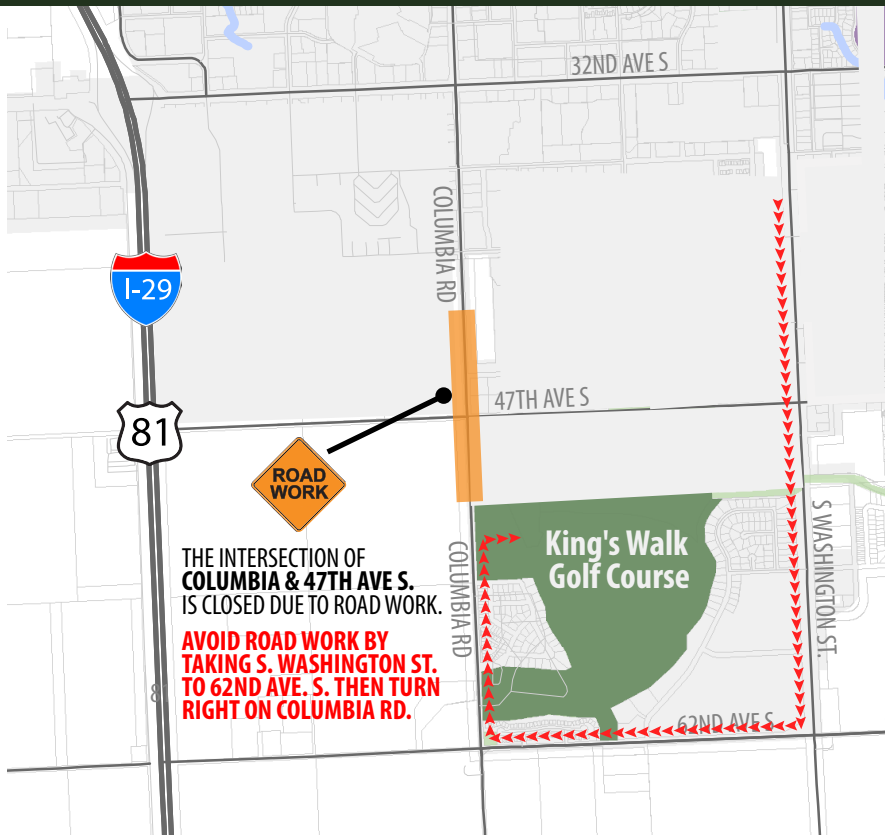 32ND AVE S
COLUMBIA RD
I-29
47TH AVE S
81
ROAD
WORK
S WASHINGTON ST.
King's Walk
Golf Course
COLUMBIA RD
THE INTERSECTION OF
COLUMBIA & 47TH AVE S.
IS CLOSED DUE TO ROAD WORK.
AVOID ROAD WORK BY
TAKING S. WASHINGTON ST.
TO 62ND AVE. S. THEN TURN
RIGHT ON COLUMBIA RD.
62ND AVE S